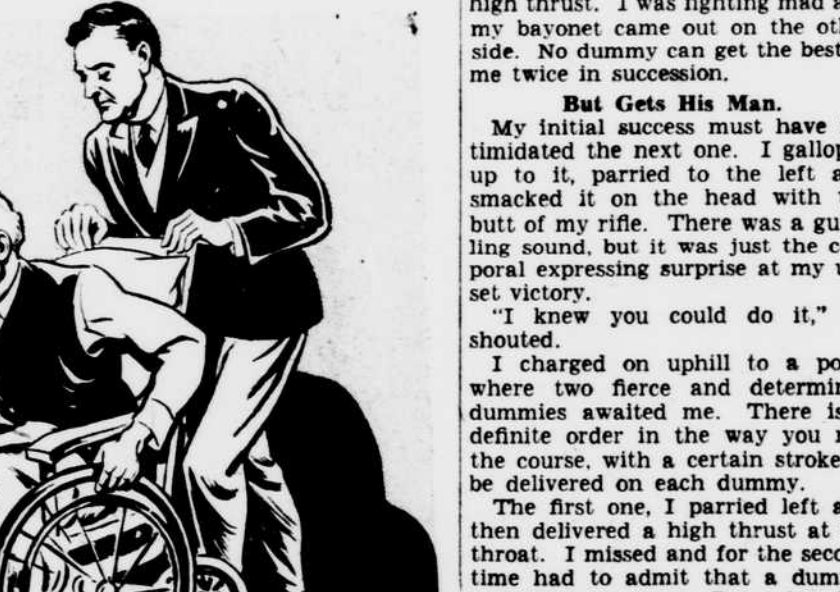 high thrust. I was fighting mad a
my bayonet came out on the ot
side. No dummy can get the best
me twice in succession.
But Gets His Man.
My initial success must have
timidated the next one. I gallop
up to it, parried to the left a
smacked it on the head with
butt of my rifle. There was a gu
ling sound, but it was just the c
poral expressing surprise at my
set victory.
"I knew you could do it,"
shouted.
I charged on uphill to a po
where two fierce and determin
dummies awaited me. There is
definite order in the way you
the course, with a certain stroke
be delivered on each dummy.
The first one, I parried left a
then delivered a high thrust at
throat. I missed and for the seco
time had to admit that a dum